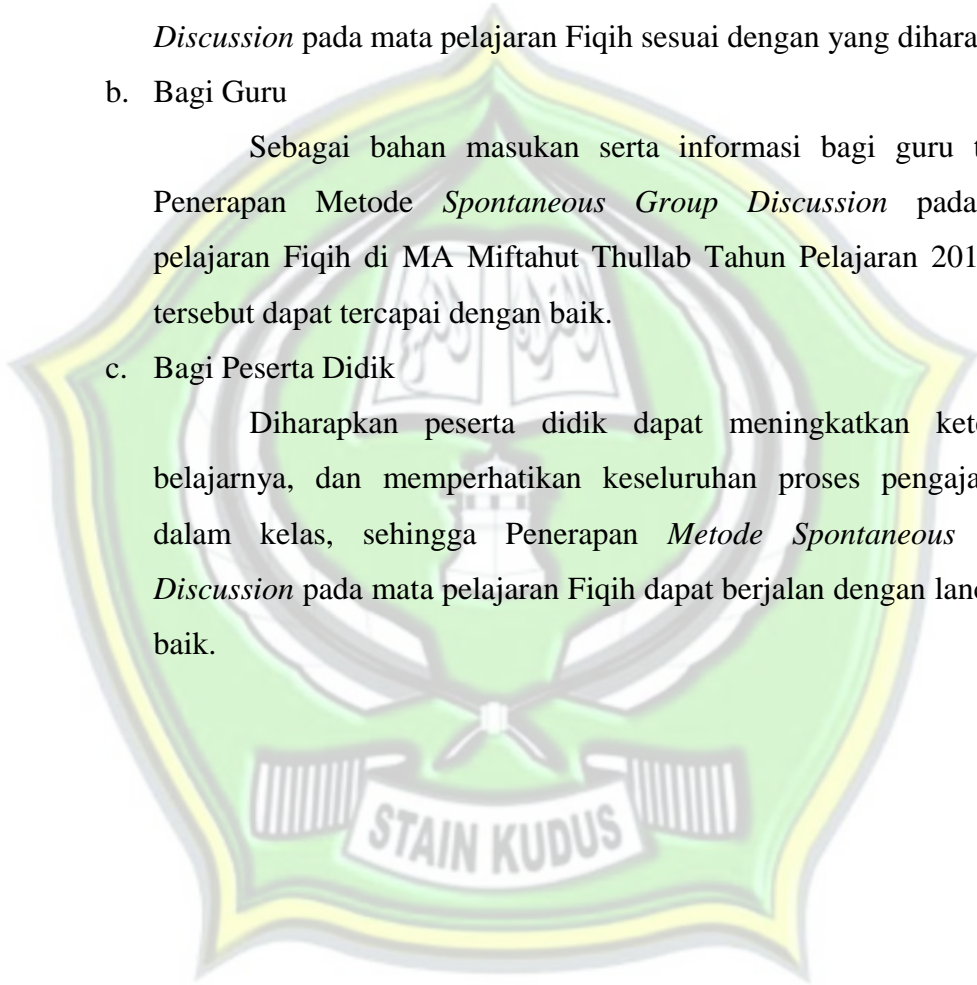 Discussion pada mata pelajaran Fiqih sesuai dengan yang
b. Bagi Guru
Sebagai bahan masukan serta informasi bagi guru
Penerapan Metode Spontaneous Group Discussion pada
pelajaran Fiqih di MA Miftahut Thullab Tahun Pelajaran
tersebut dapat tercapai dengan baik.
c. Bagi Peserta Didik
Diharapkan peserta didik dapat meningkatkan
belajarnya, dan memperhatikan keseluruhan proses
dalam kelas, sehingga Penerapan Metode Spontaneous
Discussion pada mata pelajaran Fiqih dapat berjalan dengan
baik.
STAIN KUDUS